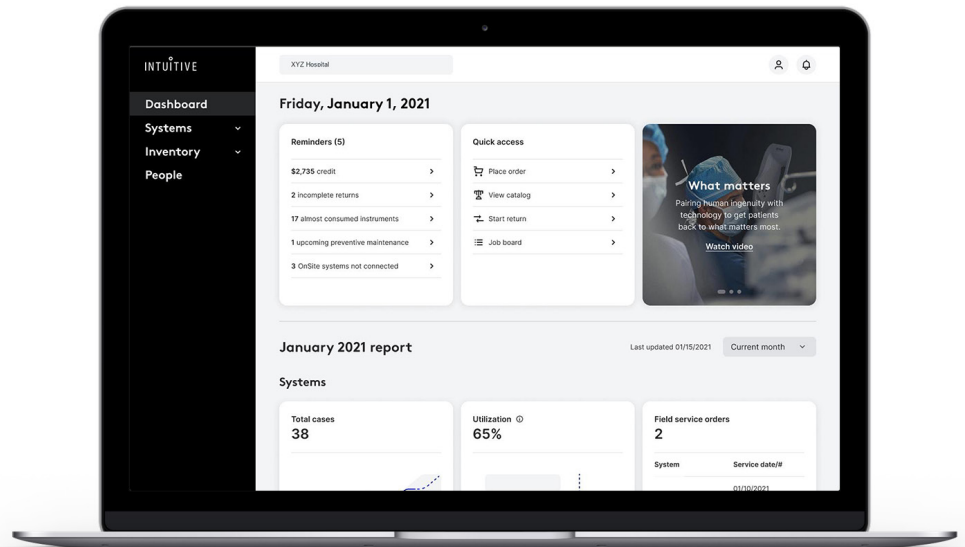 INTUITIVE
Dashboard
Systems
Inventory
People
XYZ Hospital
Friday, January 1, 2021
Reminders (5)
$2,735 credit
2 incomplete returns
17 almost consumed instruments
1 upcoming preventive maintenance
3 OnSite systems not connected
Quick access
Place order
View catalog
Start return
Job board
What matters
Pairing human ingenuity with
technology to get patients
back to what matters most.
Watch video
January 2021 report
Last updated 01/15/2021
Current month
Systems
Total cases
38
Utilization
65%
Field service orders
2
System Service date/#
01/10/2021